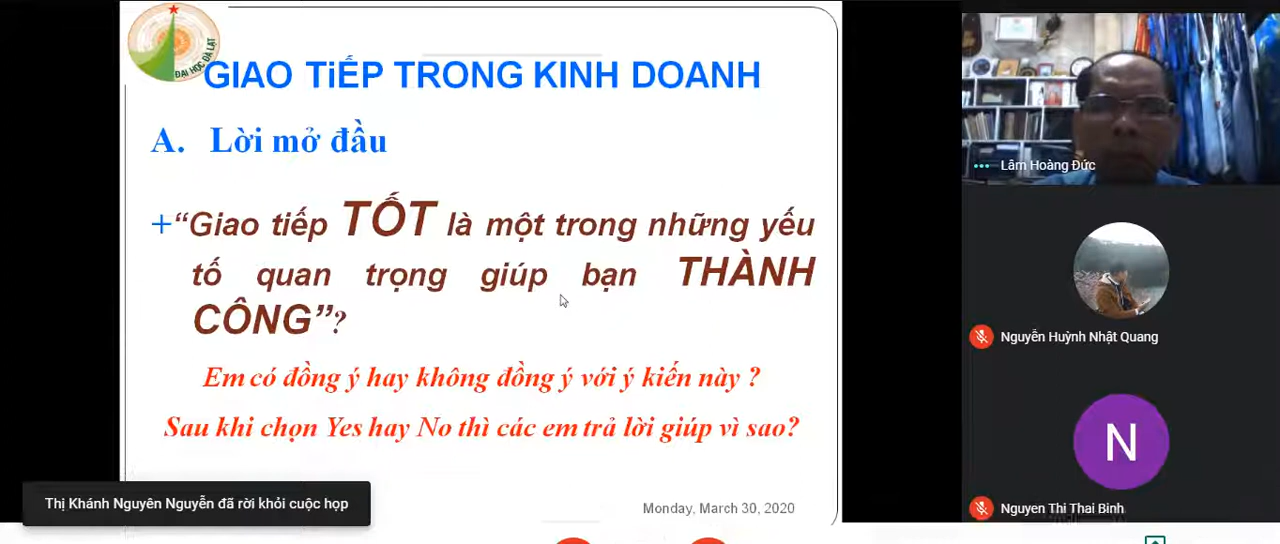 ĐẠI HỌC ĐÀ LẠT
GIAO TiẾP TRONG KINH DOANH
A. Lời mở đầu
+“Giao tiếp TỐT là một trong những yếu
tố quan trọng giúp bạn THÀNH
CÔNG”?
Em có đồng ý hay không đồng ý với ý kiến này ?
Sau khi chọn Yes hay No thì các em trả lời giúp vì sao?
Monday, March 30, 2020
Thị Khánh Nguyên Nguyễn đã rời khỏi cuộc họp
Lâm Hoàng Đức
Nguyễn Huỳnh Nhật Quang
N
Nguyen Thi Thai Binh